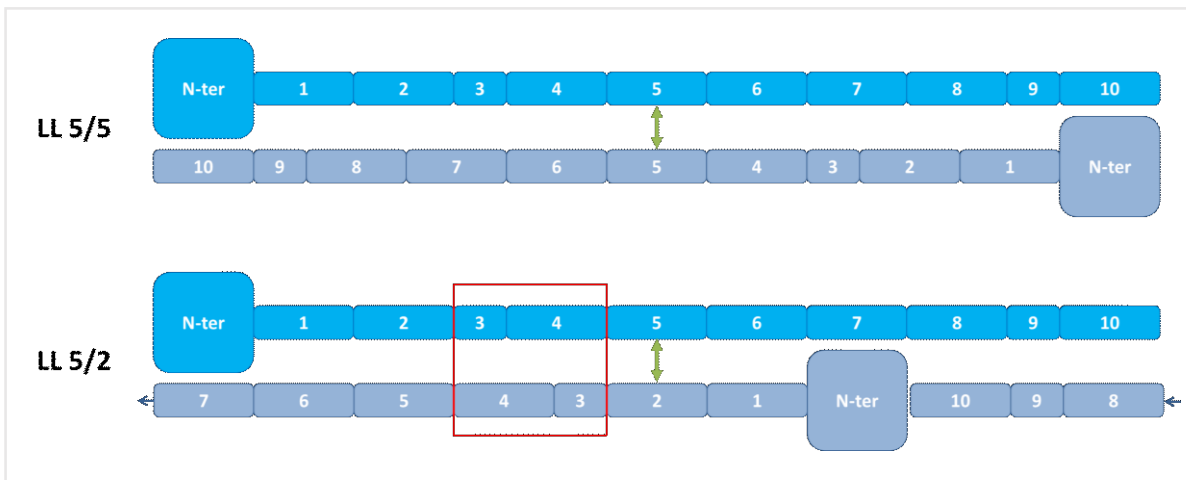 N-ter 1 2 3 4 5 6 7 8 9 10
LL 5/5
10 9 8 7 6 5 4 3 2 1 N-ter
N-ter 1 2 3 4 5 6 7 8 9 10
LL 5/2
7 6 5 4 3 2 1 N-ter 10 9 8